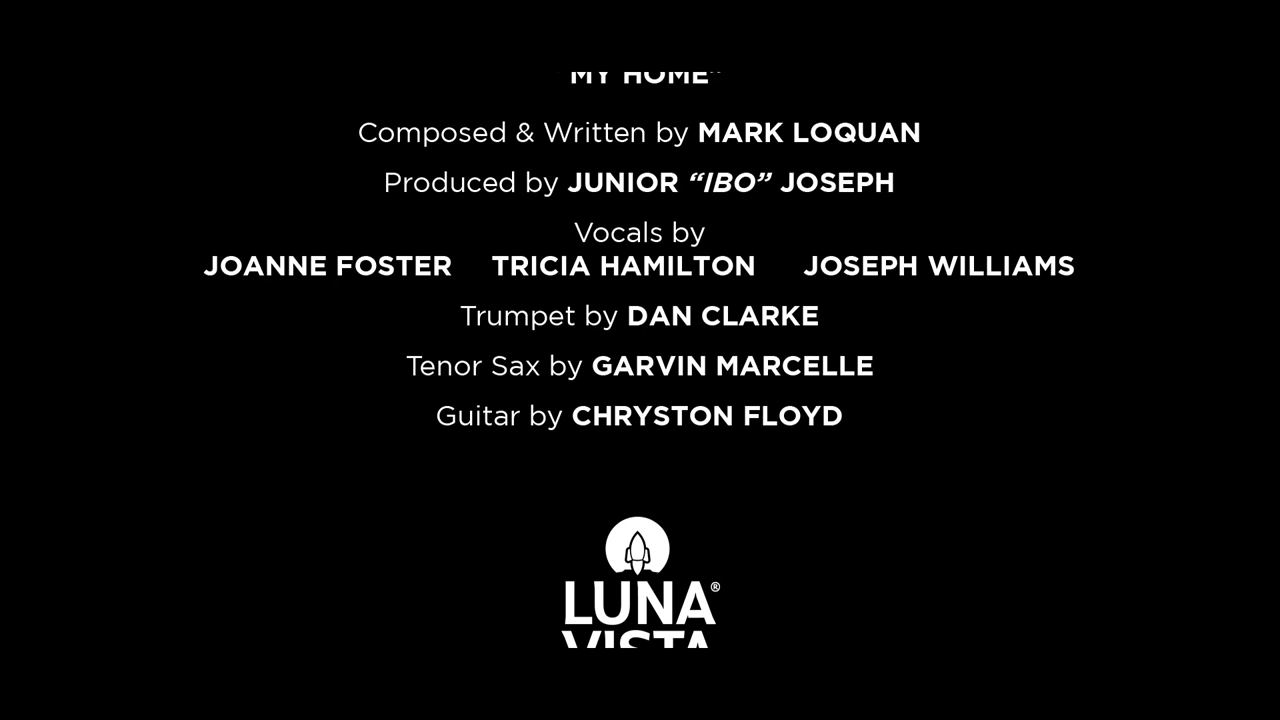 MY HOME"
Composed & Written by MARK LOQUAN
Produced by JUNIOR “IBO” JOSEPH
Vocals by
JOANNE FOSTER TRICIA HAMILTON JOSEPH WILLIAMS
Trumpet by DAN CLARKE
Tenor Sax by GARVIN MARCELLE
Guitar by CHRYSTON FLOYD
LUNA®
VISTA